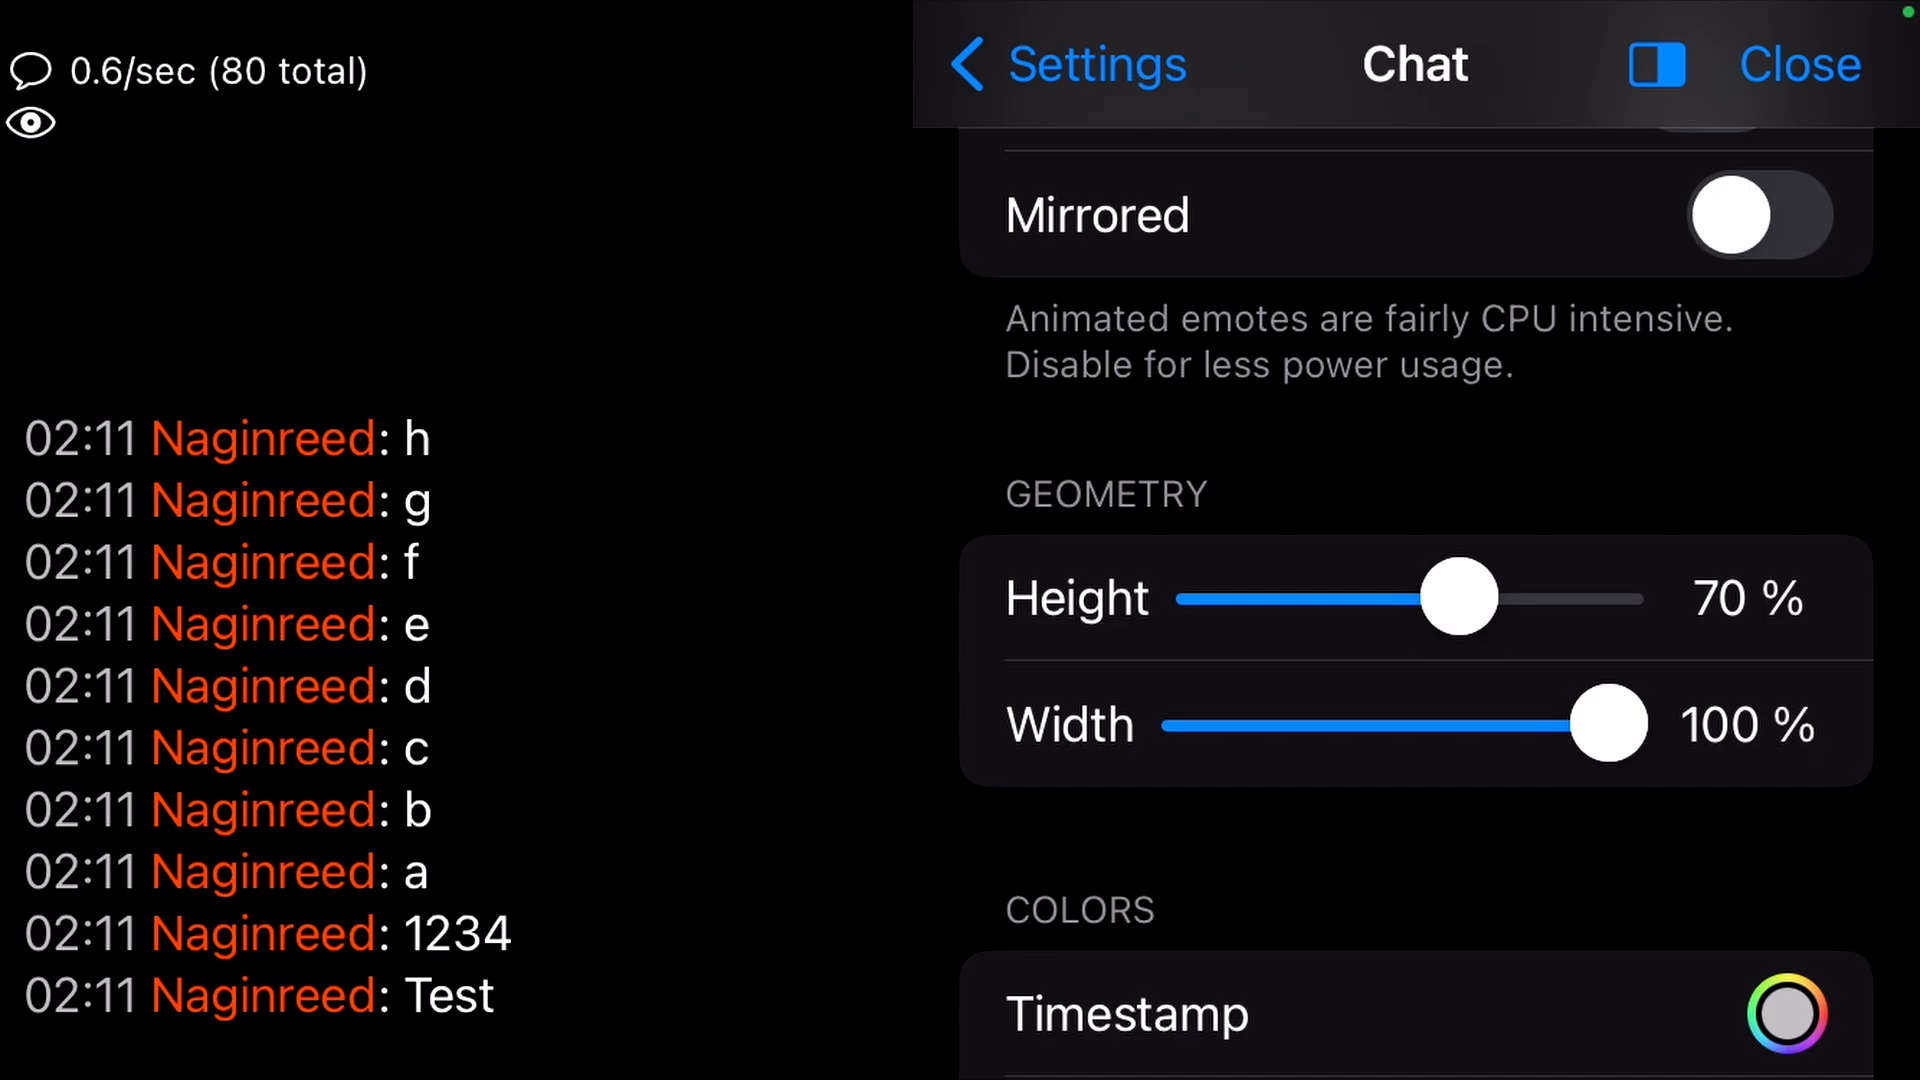 0.6/sec (80 total)
02:11 Naginreed: h
02:11 Naginreed: g
02:11 Naginreed: f
02:11 Naginreed: e
02:11 Naginreed: d
02:11 Naginreed: c
02:11 Naginreed: b
02:11 Naginreed: a
02:11 Naginreed: 1234
02:11 Naginreed: Test
Settings Chat Close
Mirrored
Animated emotes are fairly CPU intensive.
Disable for less power usage.
GEOMETRY
Height 70 %
Width 100 %
COLORS
Timestamp